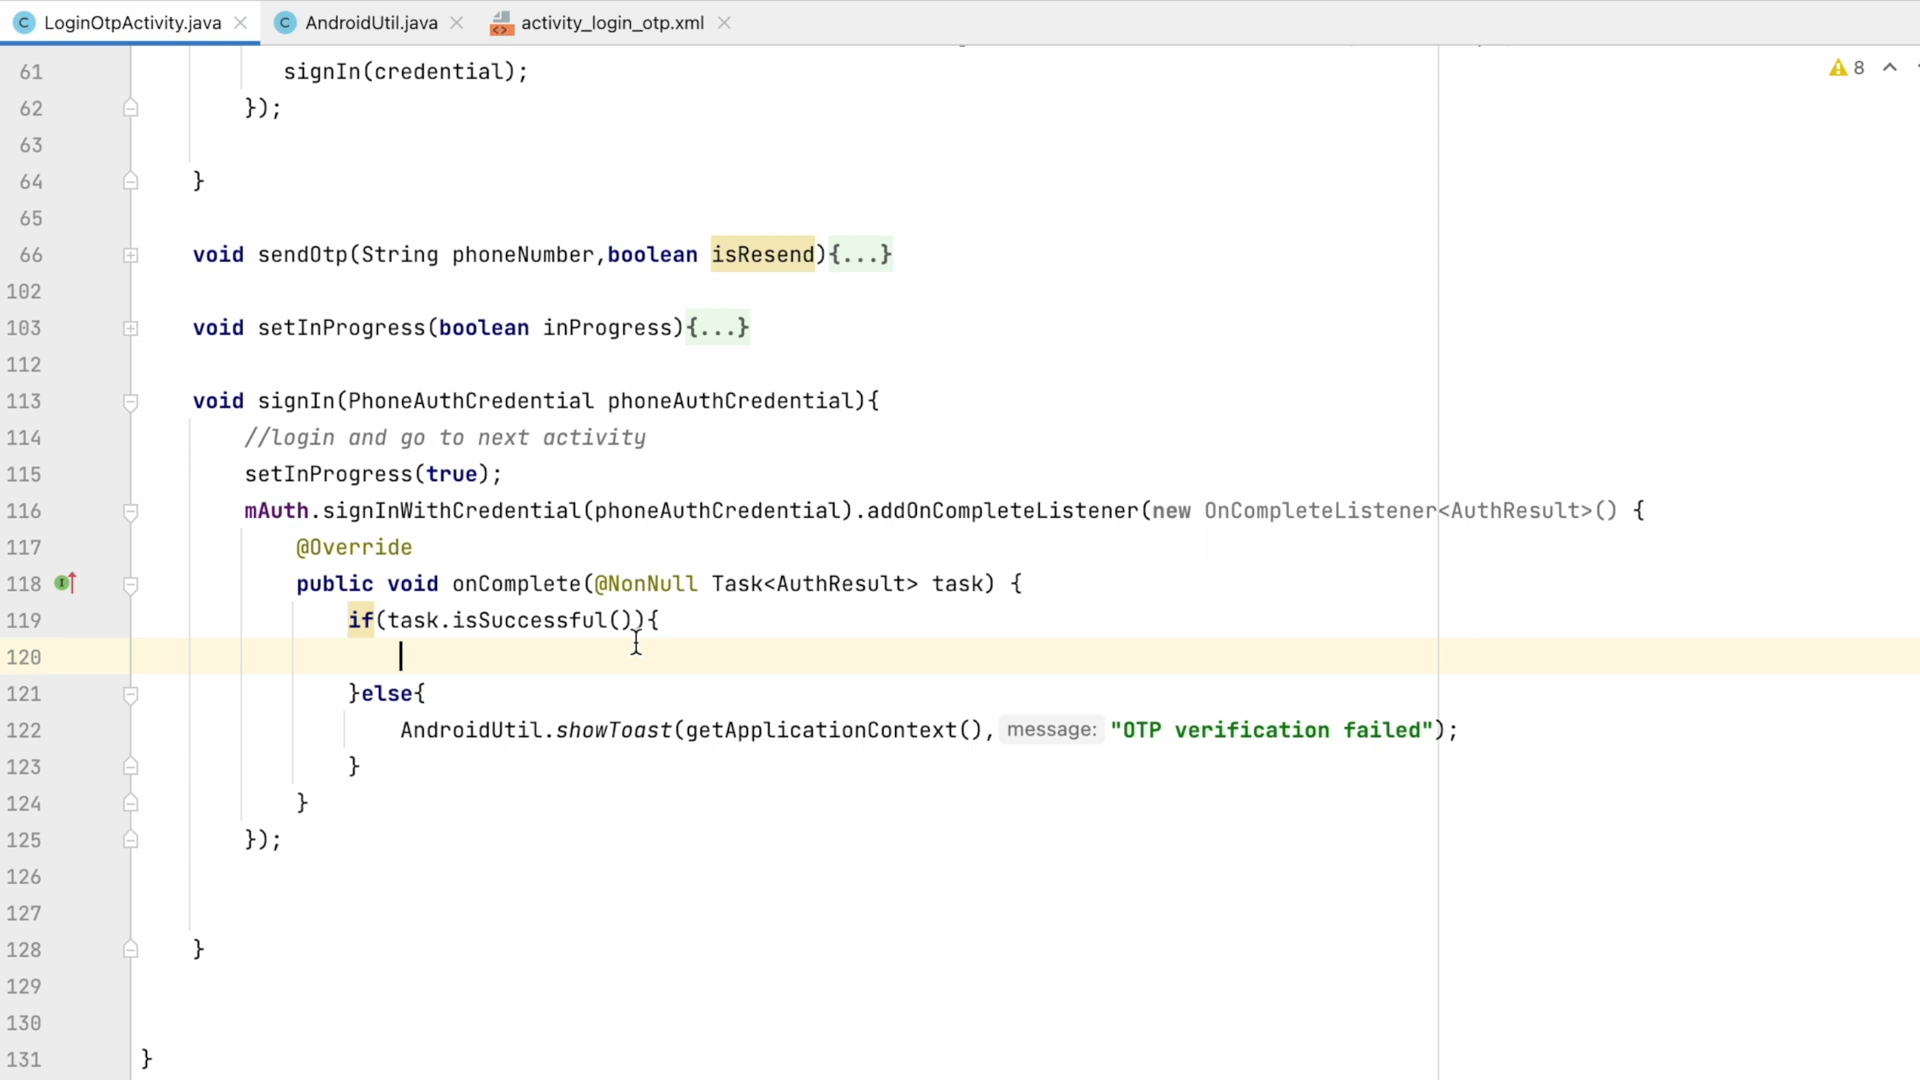 LoginOtpActivity.java AndroidUtil.java activity_login_otp.xml
61 signIn(credential);
8
62 });
63
64 }
65
66 void sendOtp(String phoneNumber,boolean isResend){...}
102
103 void setInProgress(boolean inProgress){...}
112
113 void signIn(PhoneAuthCredential phoneAuthCredential){
114 //login and go to next activity
115 setInProgress(true);
116 mAuth.signInWithCredential(phoneAuthCredential).addOnCompleteListener(new OnCompleteListener<AuthResult>() {
117 @Override
118 public void onComplete(@NonNull Task<AuthResult> task) {
119 if(task.isSuccessful()){
120
121 }else{
122 AndroidUtil.showToast(getApplicationContext(), message: "OTP verification failed");
123 }
124 }
125 });
126
127
128 }
129
130
131 }